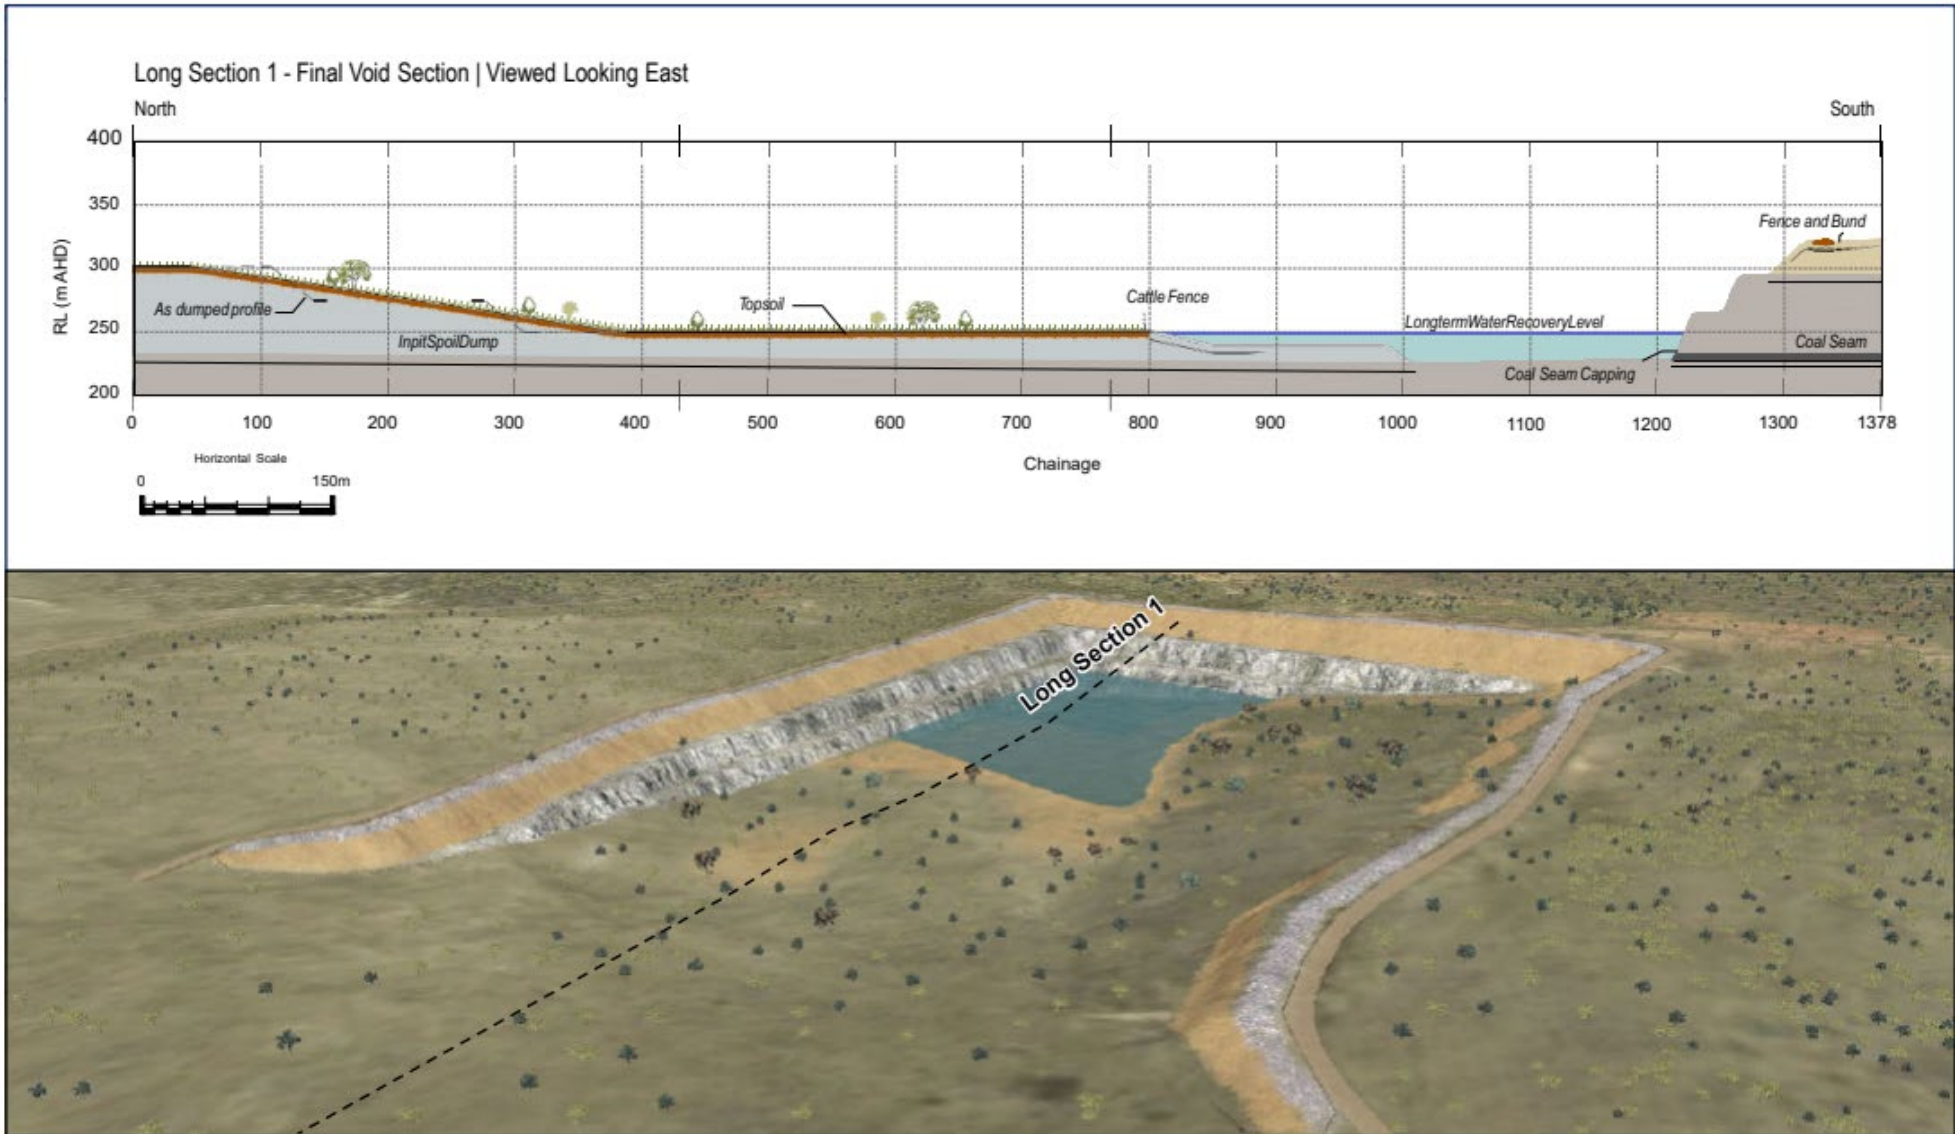 Long Section 1 - Final Void Section | Viewed Looking East
North
South
400
350
300
250
200
RL (m AHD)
Fence and Bund
Cattle Fence
As dumped profile
Topsoil
LongtermWaterRecoveryLevel
InpitSpoilDump
Coal Seam
Coal Seam Capping
0 100 200 300 400 500 600 700 800 900 1000 1100 1200 1300 1378
Chainage
Horizontal Scale
0 150m
Long Section 1